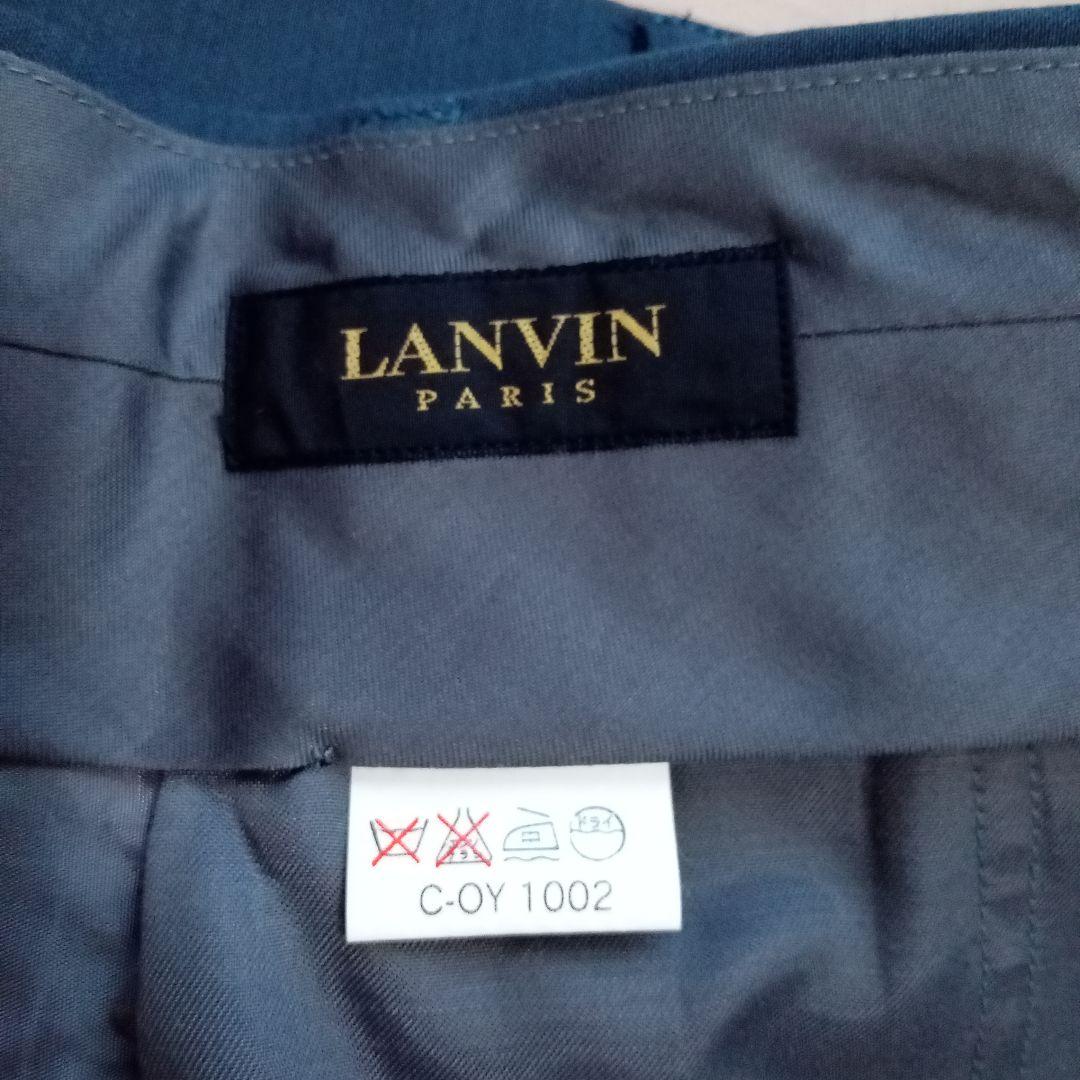 LANVIN
PARIS
ドライ
C-OY 1002